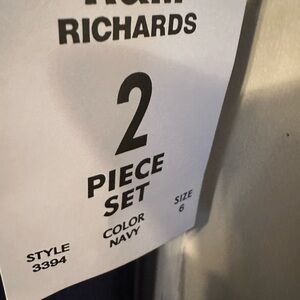 RICHARDS
2
PIECE
SET
COLOR
NAVY
SIZE
6
STYLE
3394